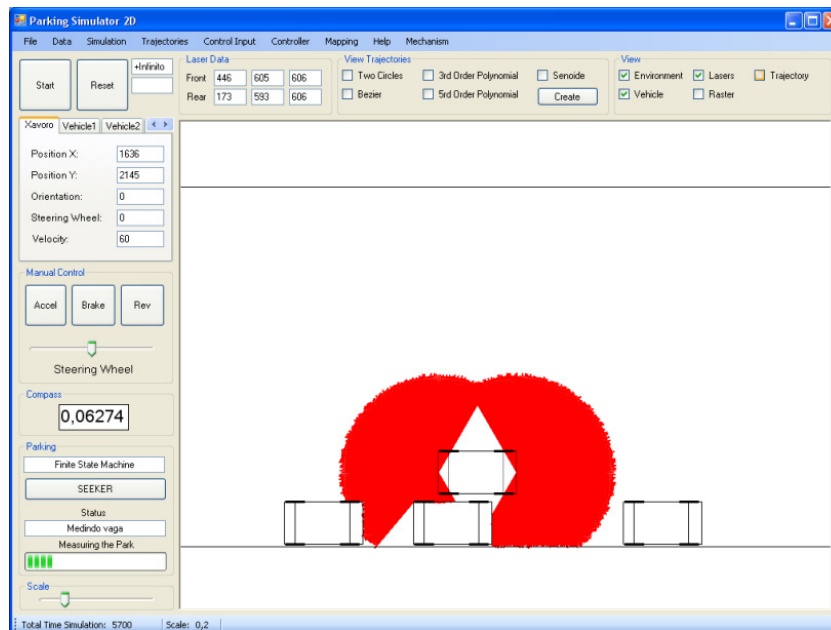 Parking Simulator 2D
File Data Simulation Trajectories Control Input Controller Mapping Help Mechanism
Start
Reset
+Infinito
Laser Data
Front 446 605 606
Rear 173 593 606
View Trajectories
Two Circles 3rd Order Polynomial Senoide
Bezier 5rd Order Polynomial Create
View
Environment Lasers Trajectory
Vehicle Raster
Xavoro Vehicle1 Vehicle2
Position X: 1636
Position Y: 2145
Orientation: 0
Steering Wheel: 0
Velocity: 60
Manual Control
Accel Brake Rev
Steering Wheel
Compass
0,06274
Parking
Finite State Machine
SEEKER
Status
Medindo vaga
Measuring the Park
Scale
Total Time Simulation: 5700 Scale: 0,2